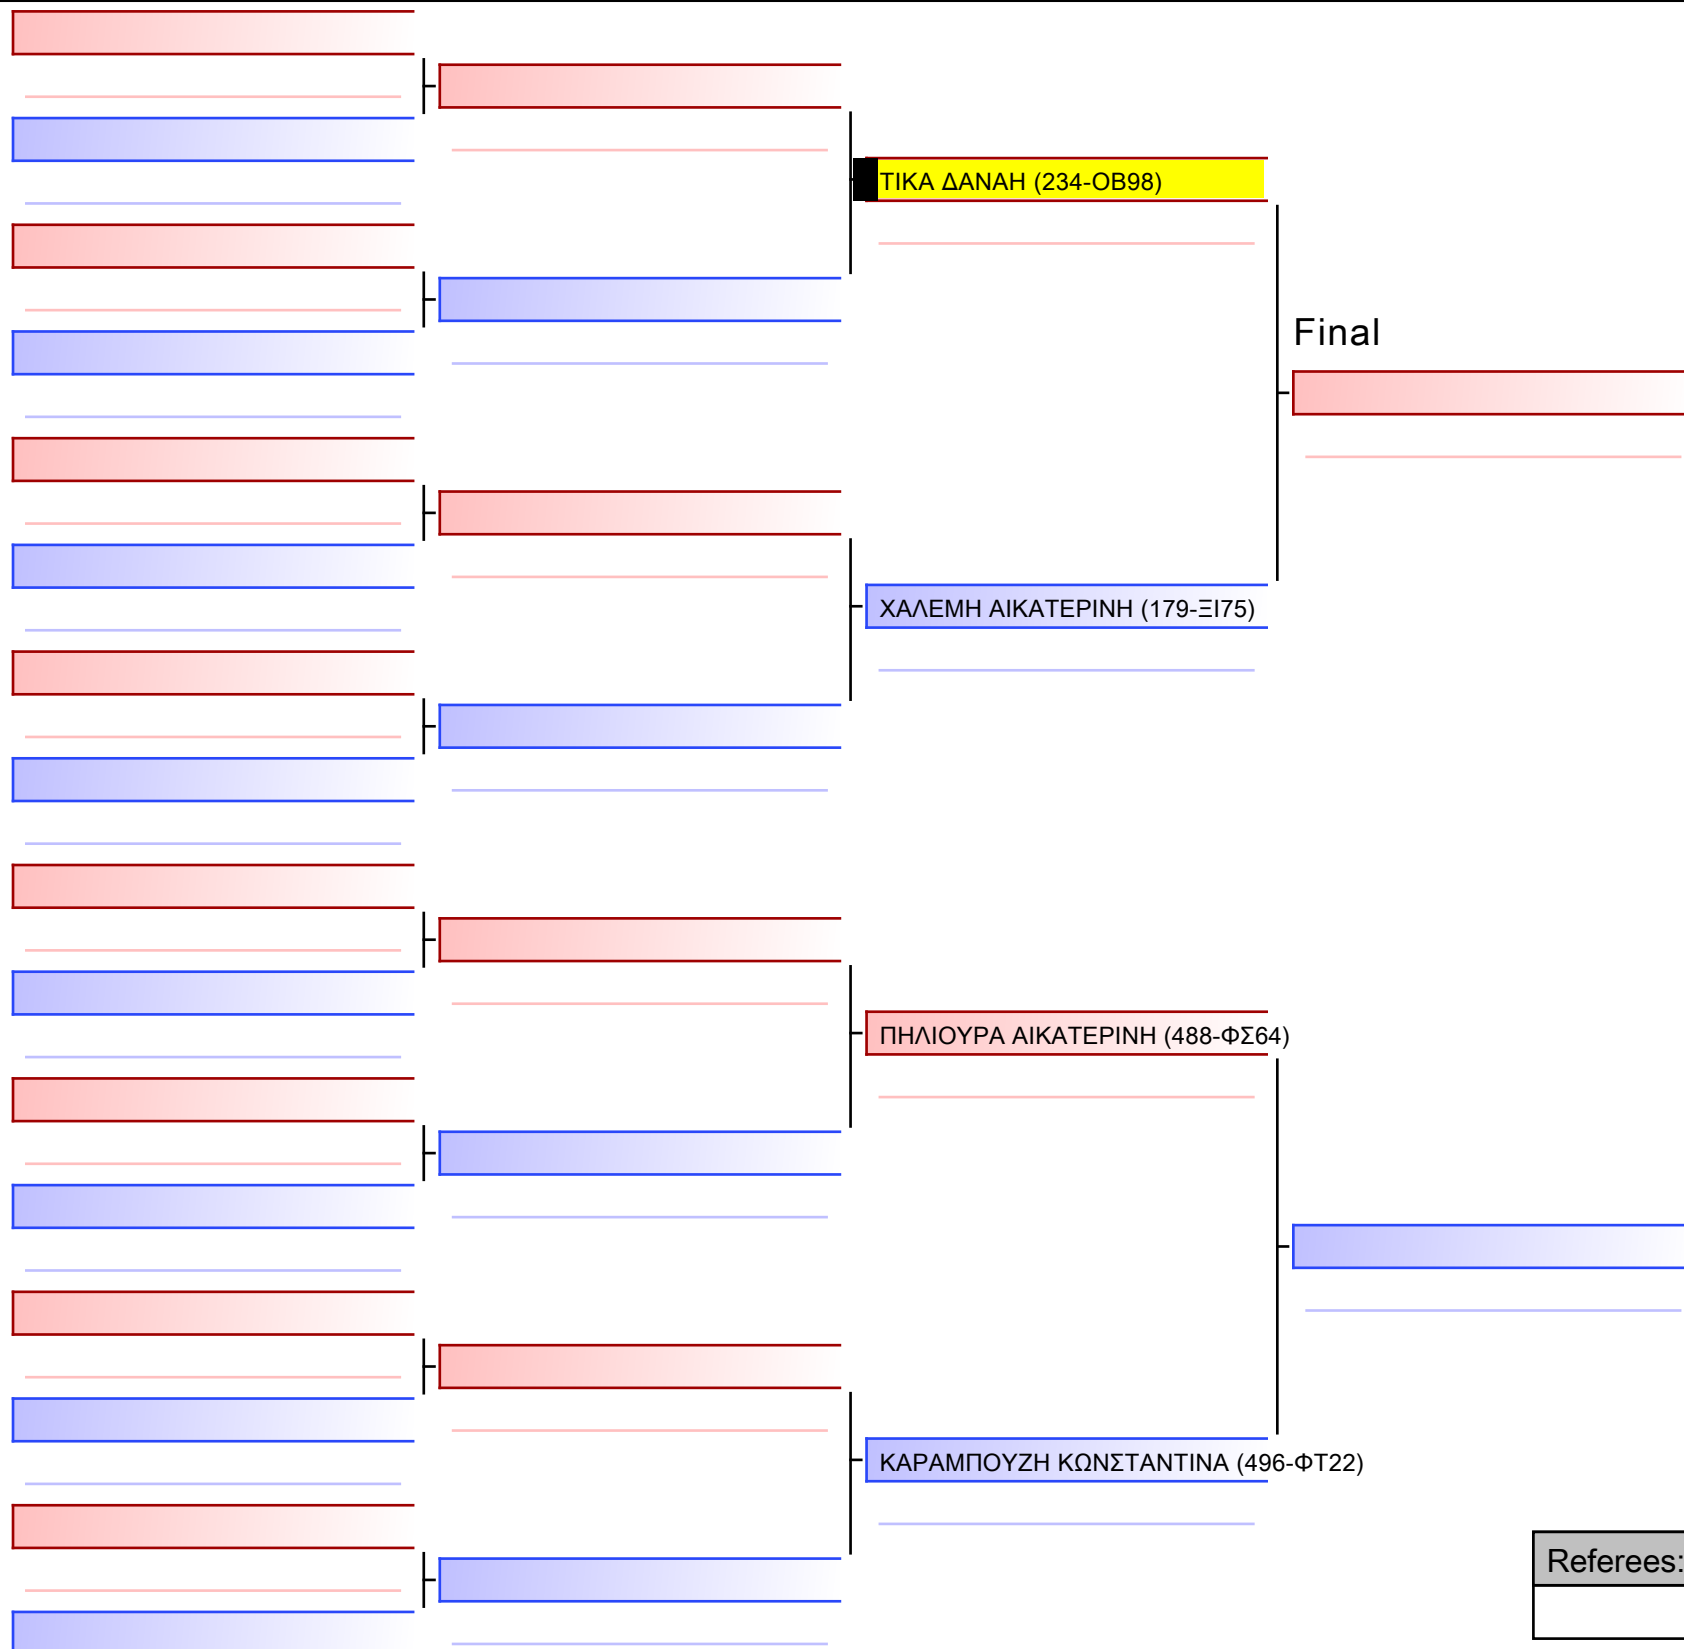 ΤΙΚΑ ΔΑΝΑΗ (234-ΟΒ98)
Final
ΧΑΛΕΜΗ ΑΙΚΑΤΕΡΙΝΗ (179-ΞΙ75)
ΠΗΛΙΟΥΡΑ ΑΙΚΑΤΕΡΙΝΗ (488-ΦΣ64)
ΚΑΡΑΜΠΟΥΖΗ ΚΩΝΣΤΑΝΤΙΝΑ (496-ΦΤ22)
Referees: